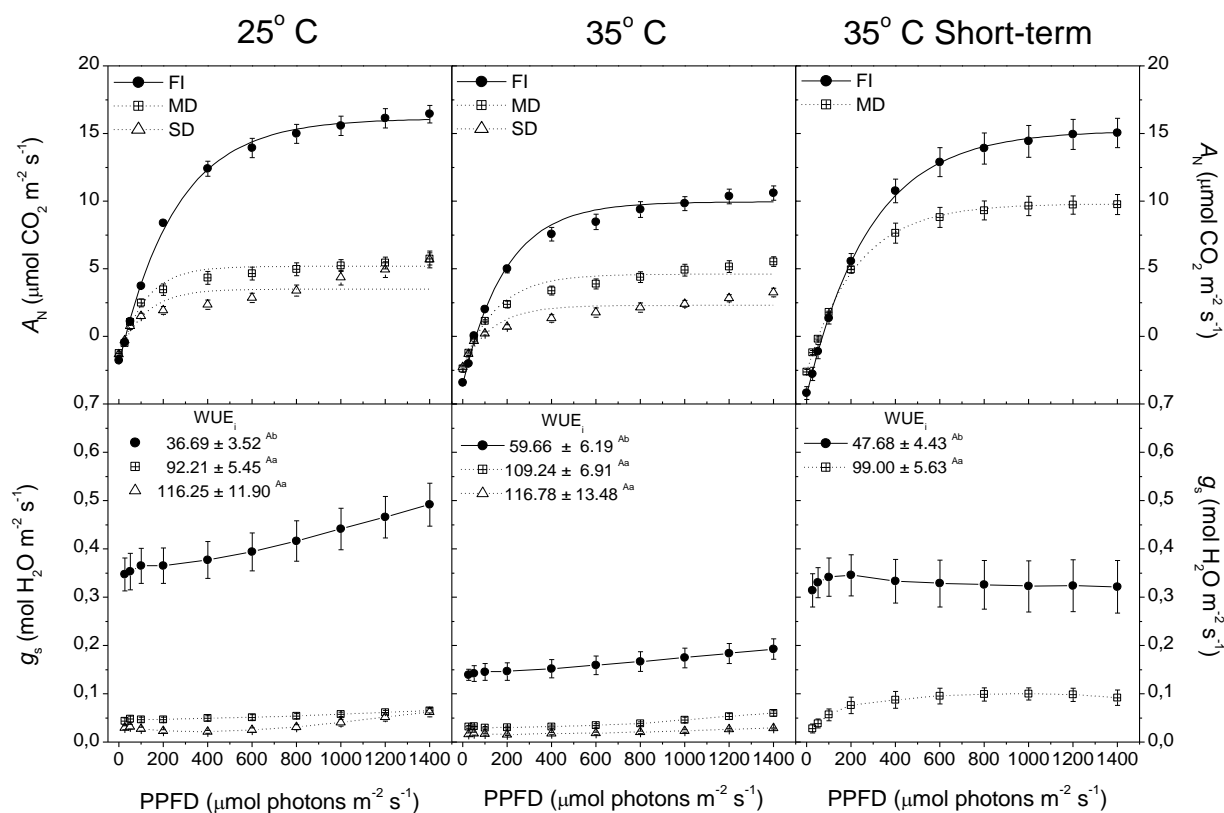 25° C 35° C 35° C Short-term
20
15
10
5
0
0,7
0,6
0,5
0,4
0,3
0,2
0,1
0,0
A_N (μmol CO₂ m⁻² s⁻¹)
g_s (mol H₂O m⁻² s⁻¹)
FI
MD
SD
FI
MD
SD
FI
MD
20
15
10
5
0
0,7
0,6
0,5
0,4
0,3
0,2
0,1
0,0
A_N (μmol CO₂ m⁻² s⁻¹)
g_s (mol H₂O m⁻² s⁻¹)
WUE_i
36.69 ± 3.52 Ab
92.21 ± 5.45 Aa
116.25 ± 11.90 Aa
WUE_i
59.66 ± 6.19 Ab
109.24 ± 6.91 Aa
116.78 ± 13.48 Aa
WUE_i
47.68 ± 4.43 Ab
99.00 ± 5.63 Aa
0 200 400 600 800 1000 1200 1400
0 200 400 600 800 1000 1200 1400
0 200 400 600 800 1000 1200 1400
PPFD (μmol photons m⁻² s⁻¹)
PPFD (μmol photons m⁻² s⁻¹)
PPFD (μmol photons m⁻² s⁻¹)